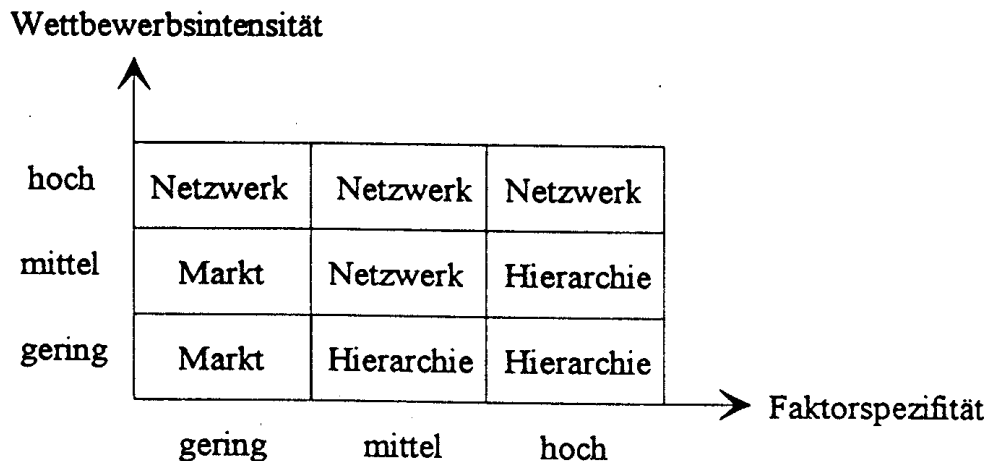 Wettbewerbsintensität
hoch Netzwerk Netzwerk Netzwerk
mittel Markt Netzwerk Hierarchie
gering Markt Hierarchie Hierarchie
Faktorspezifität
gering mittel hoch